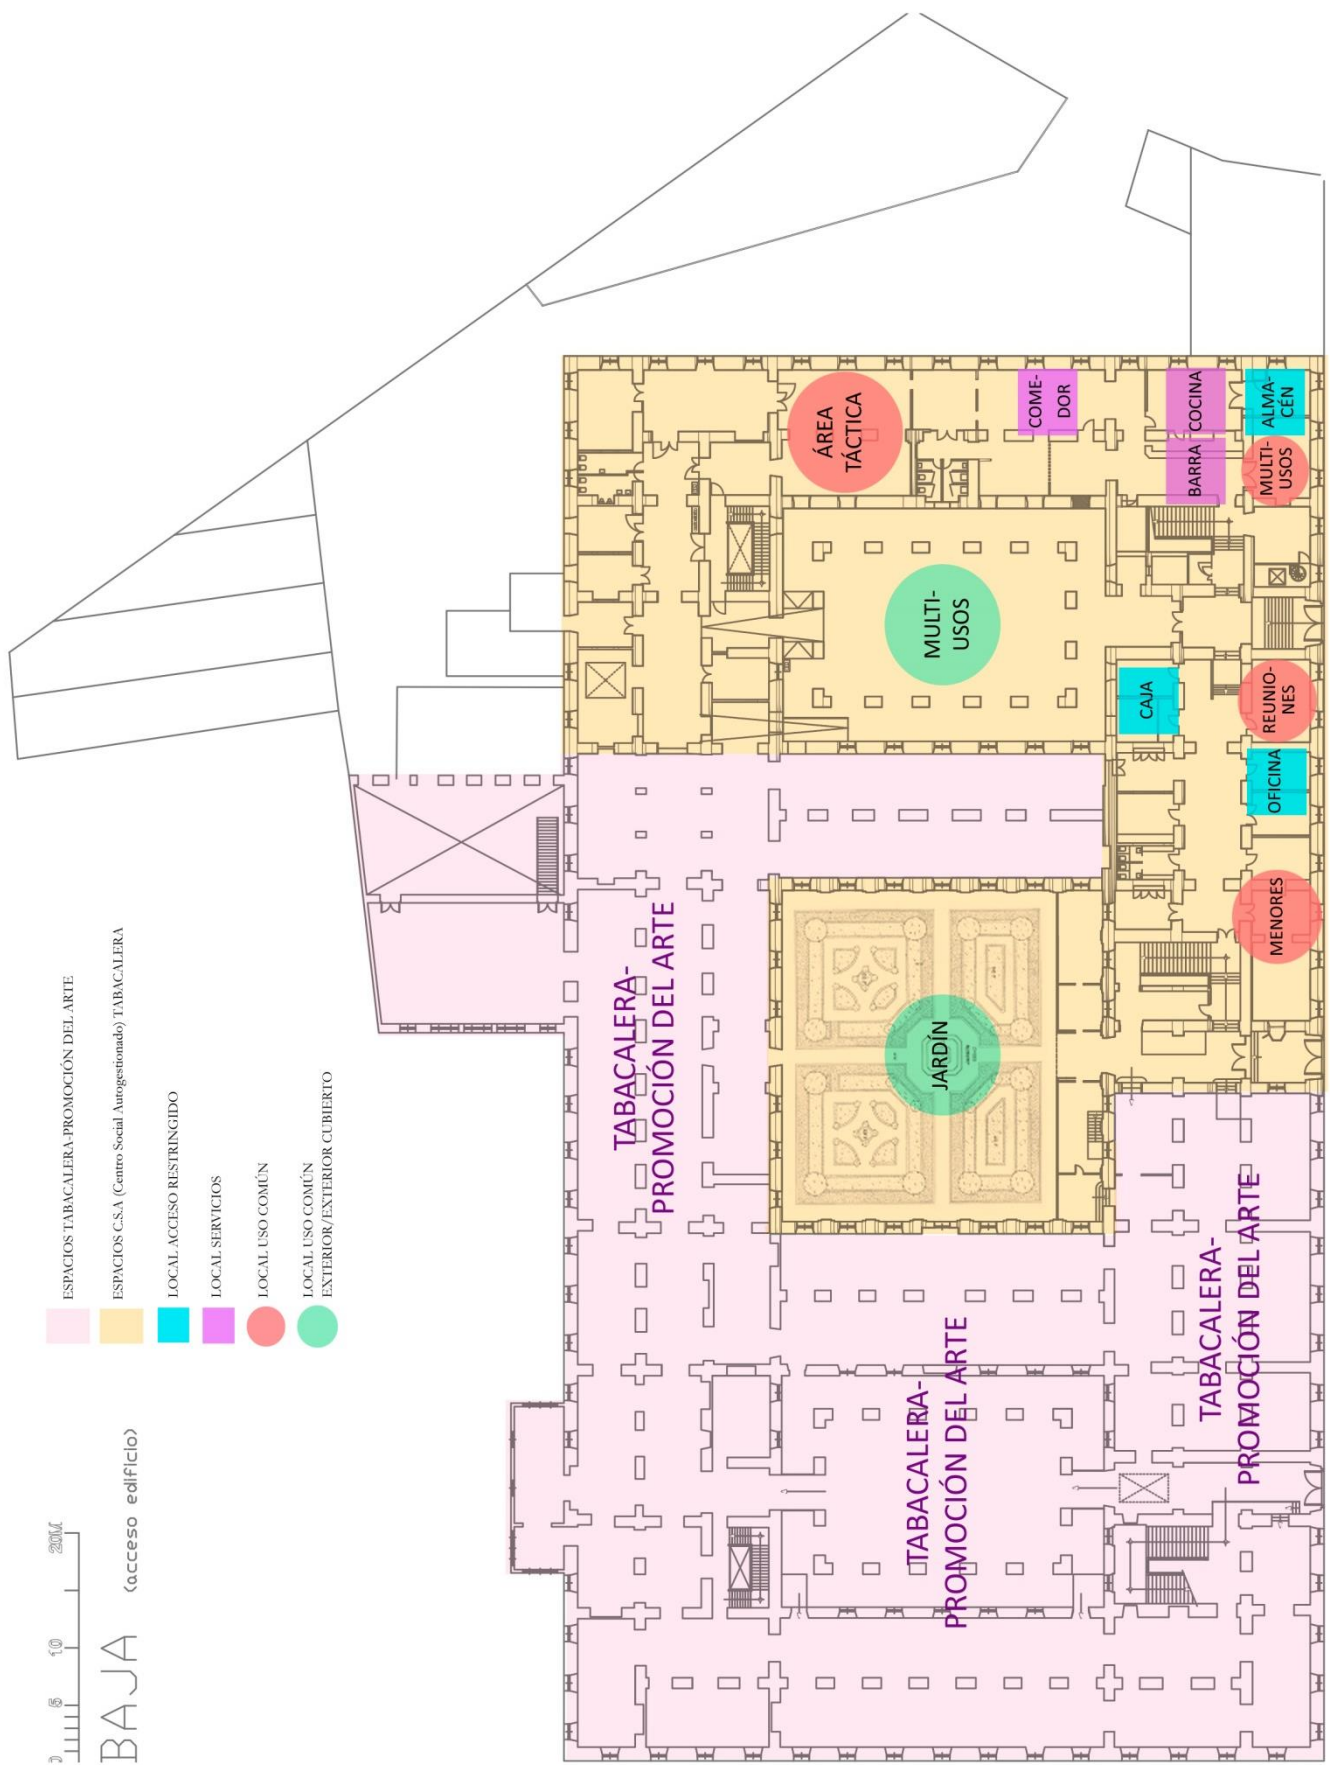 0 5 10 20M
BAJA (acceso edificio)
ESPACIOS TABACALERA-PROMOCIÓN DEL ARTE
ESPACIOS C.S.A (Centro Social Autogestionado) TABACALERA
LOCAL ACCESO RESTRINGIDO
LOCAL SERVICIOS
LOCAL USO COMÚN
LOCAL USO COMÚN
EXTERIOR/EXTERIOR CUBIERTO
TABACALERA-
PROMOCIÓN DEL ARTE
ÁREA
TÁCTICA
COME-
DOR
BARRA
COCINA
MULTI-
USOS
ALMA-
CÉN
MULTI-
USOS
CAJA
REUNIO-
NES
OFICINA
MENORES
JARDÍN
TABACALERA-
PROMOCIÓN DEL ARTE
TABACALERA-
PROMOCIÓN DEL ARTE